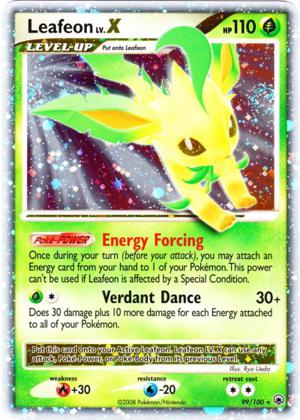 Leafeon LV.X HP 110
LEVEL-UP Put onto Leafeon
Poké-POWER Energy Forcing
Once during your turn (before your attack), you may attach an
Energy card from your hand to 1 of your Pokémon. This power
can't be used if Leafeon is affected by a Special Condition.
Verdant Dance 30+
Does 30 damage plus 10 more damage for each Energy attached
to all of your Pokémon.
Put this card onto your Active Leafeon. Leafeon LV.X can use any
attack, Poké-Power, or Poké-Body from its previous Level.
Illus. Ryo Ueda
weakness resistance retreat cost
+30 -20
©2008 Pokémon/Nintendo 99/100 ★